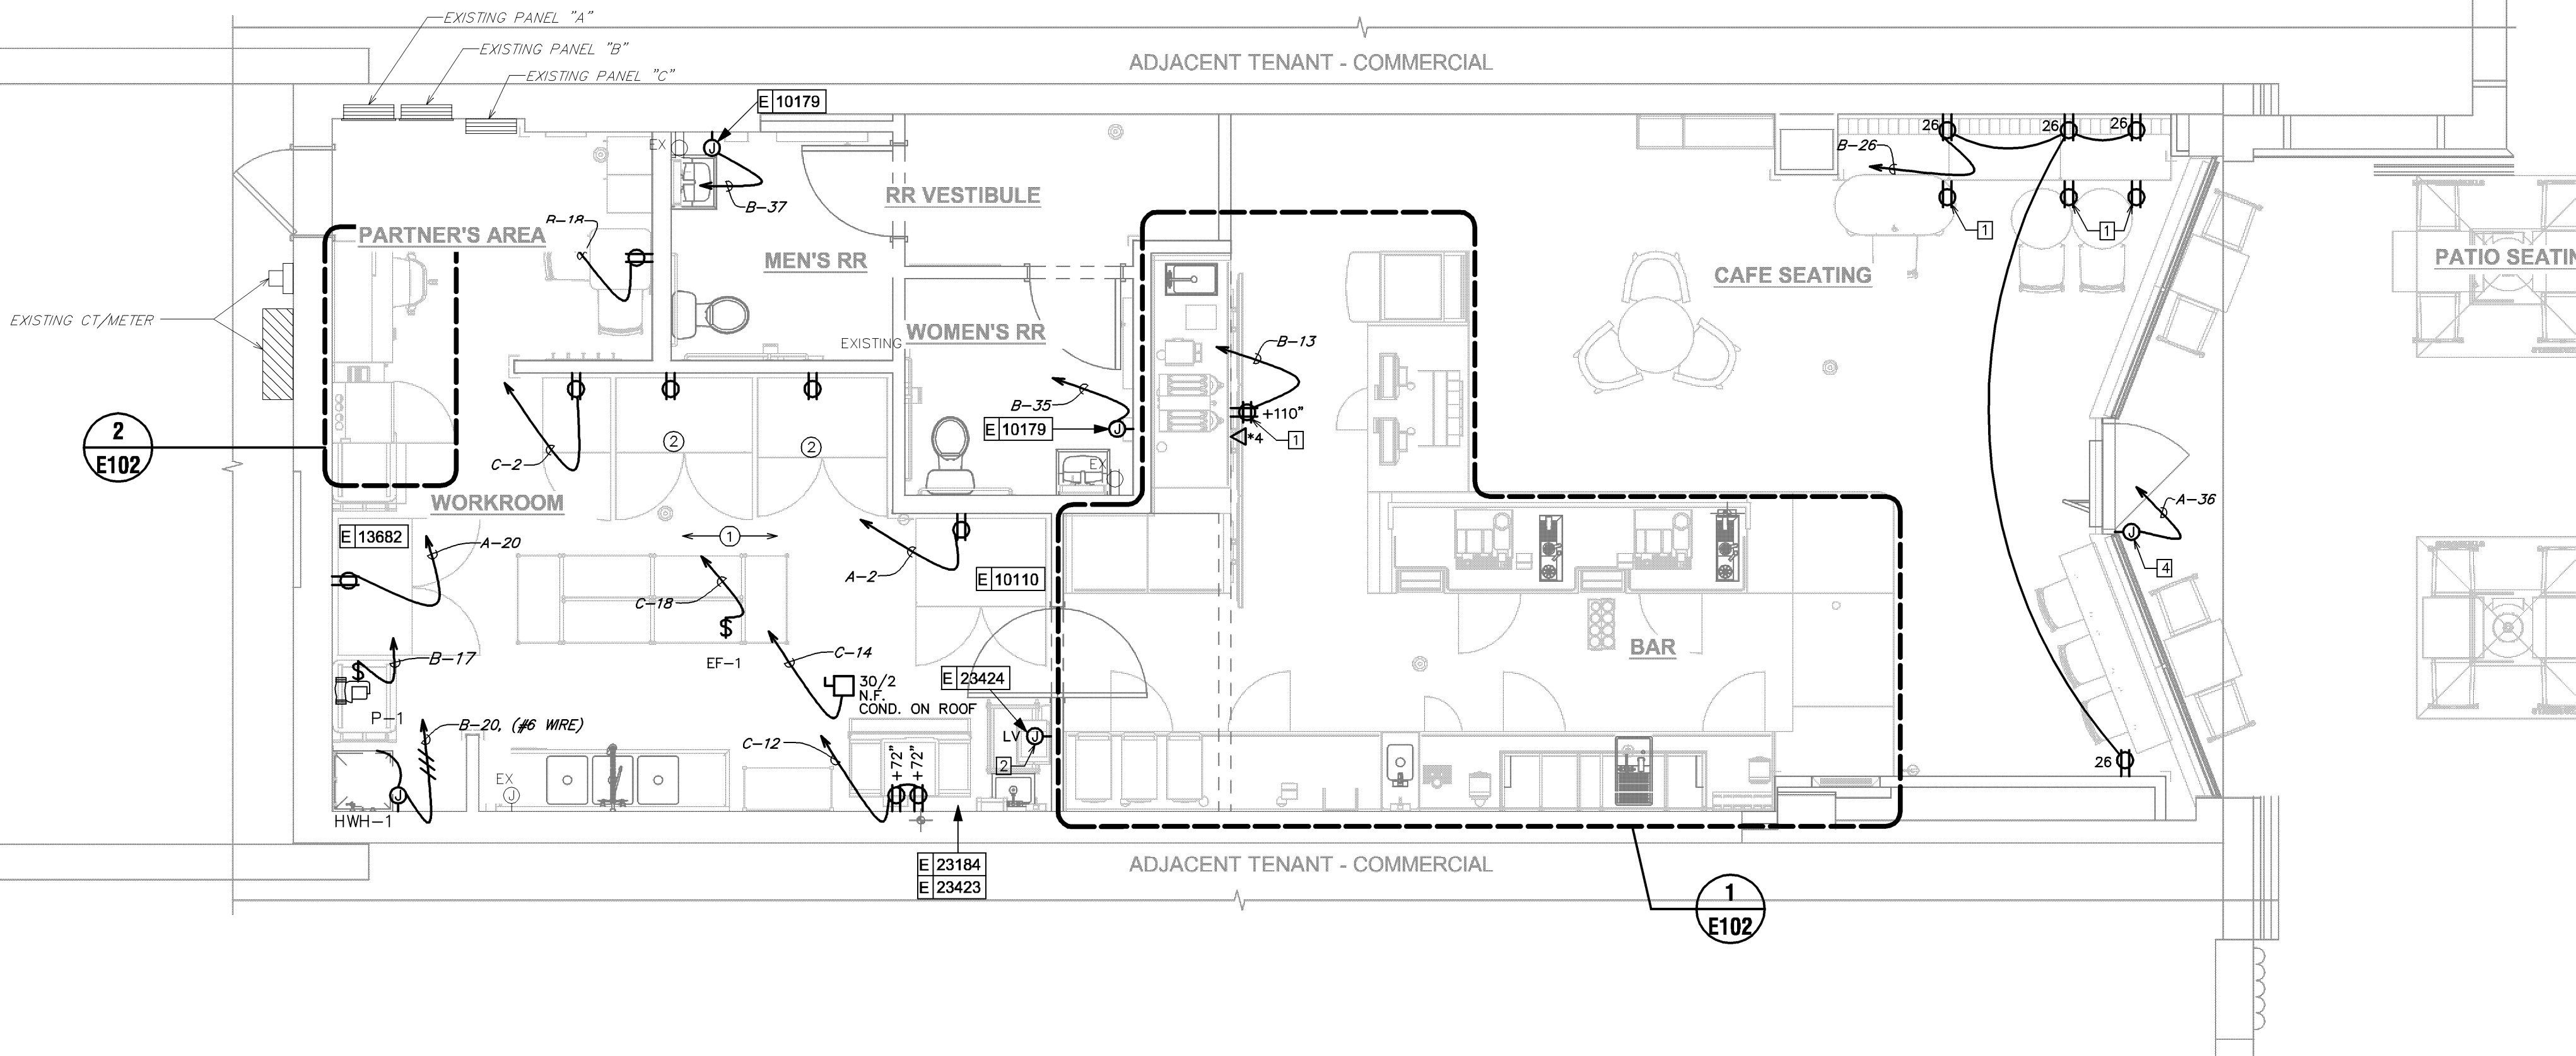 EXISTING PANEL "A"
EXISTING PANEL "B"
EXISTING PANEL "C"
ADJACENT TENANT - COMMERCIAL
E 10179
EX
J
B-37
RR VESTIBULE
26
26
26
B-26
1
1
PARTNER'S AREA
B-18
MEN'S RR
CAFE SEATING
PATIO SEATIN
EXISTING CT/METER
EXISTING
WOMEN'S RR
B-13
+110"
*4
1
B-35
E 10179
J
EX
2
E102
C-2
2
2
WORKROOM
E 13682
A-20
1
A-2
E 10110
C-18
$
A-36
J
4
B-17
$
EF-1
C-14
30/2
N.F.
COND. ON ROOF
E 23424
BAR
P-1
B-20, (#6 WIRE)
C-12
+72"
+72"
LV
J
2
EX
J
J
HWH-1
26
E 23184
E 23423
ADJACENT TENANT - COMMERCIAL
1
E102